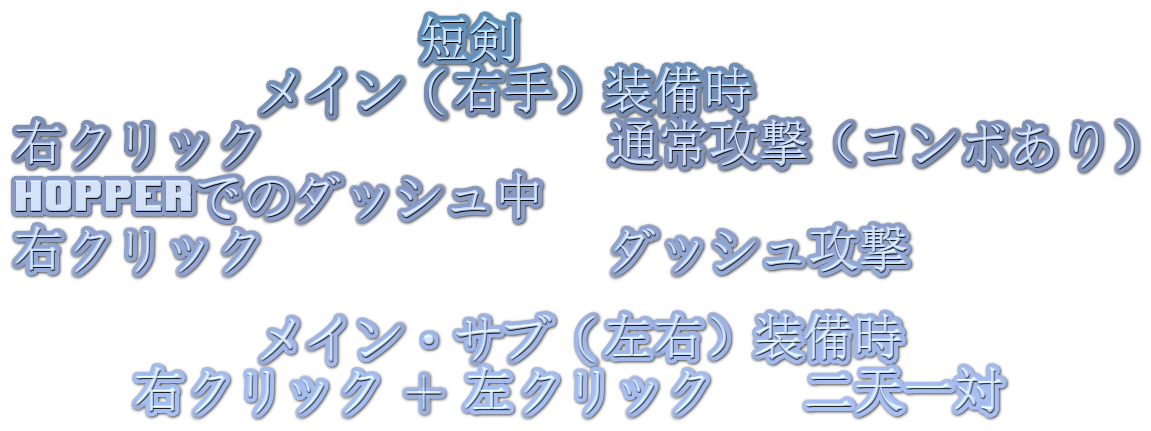 短剣
メイン（右手）装備時
右クリック　　　　　　　通常攻撃（コンボあり）
HOPPERでのダッシュ中
右クリック　　　　　　　ダッシュ攻撃
メイン・サブ（左右）装備時
右クリック＋左クリック　　二天一対